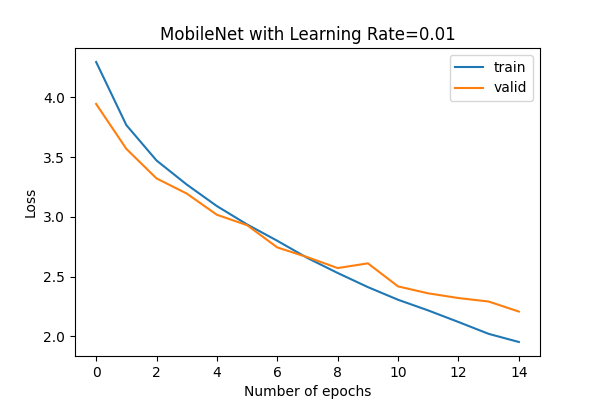 MobileNet with Learning Rate=0.01
train
valid
4.0
3.5
3.0
2.5
2.0
Loss
0 2 4 6 8 10 12 14
Number of epochs